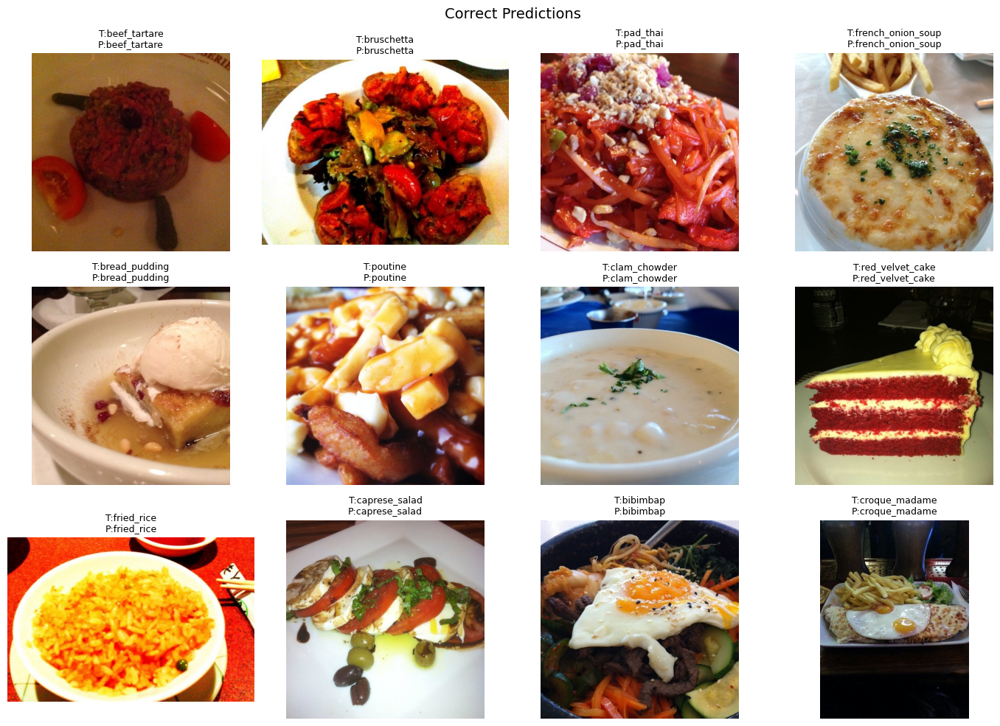 Correct Predictions
T:beef_tartare
P:beef_tartare
T:bruschetta
P:bruschetta
T:pad_thai
P:pad_thai
T:french_onion_soup
P:french_onion_soup
T:bread_pudding
P:bread_pudding
T:poutine
P:poutine
T:clam_chowder
P:clam_chowder
T:red_velvet_cake
P:red_velvet_cake
T:fried_rice
P:fried_rice
T:caprese_salad
P:caprese_salad
T:bibimbap
P:bibimbap
T:croque_madame
P:croque_madame